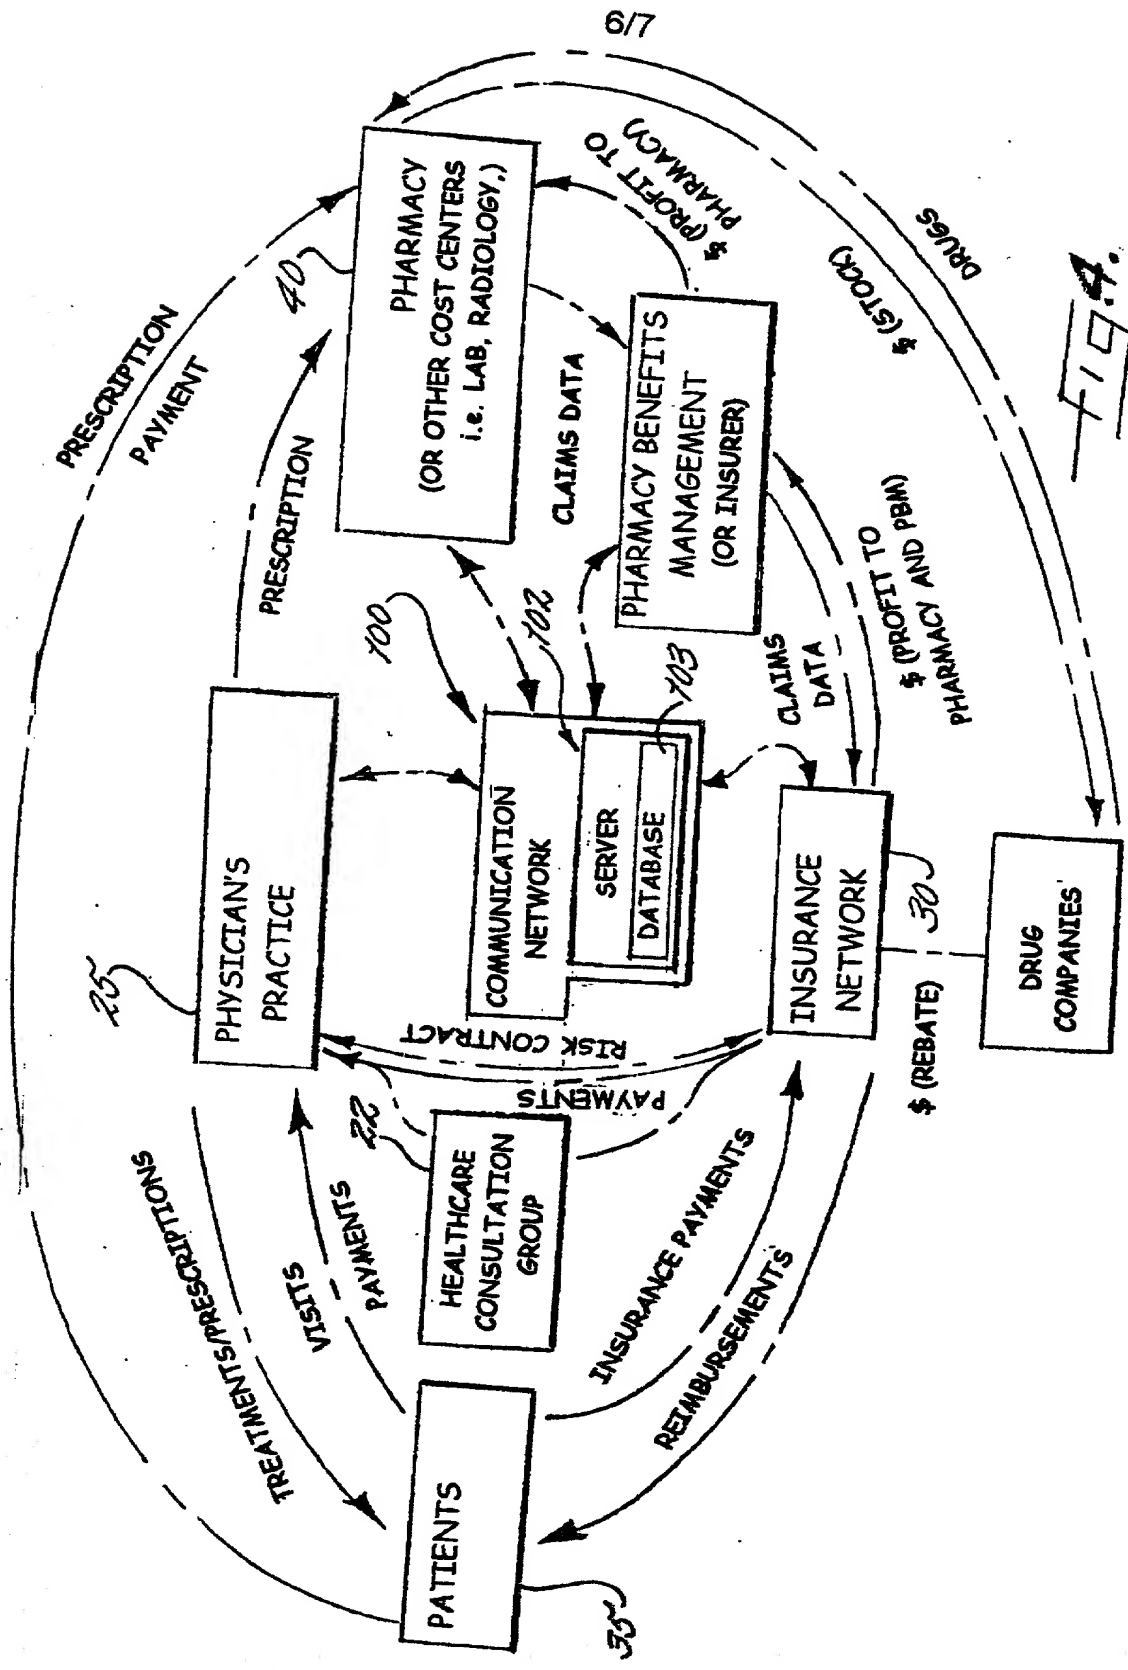 6/7
PRESCRIPTION
PAYMENT
PRESCRIPTION
40
PHARMACY
(OR OTHER COST CENTERS
i.e. LAB, RADIOLOGY,)
$ (PROFIT TO
PHARMACY)
CLAIMS DATA
PHARMACY BENEFITS
MANAGEMENT
(OR INSURER)
$ (STOCK)
DRUGS
25
PHYSICIAN'S
PRACTICE
100
102
103
COMMUNICATION
NETWORK
SERVER
DATABASE
CLAIMS
DATA
$ (PROFIT TO
PHARMACY AND PBM)
TREATMENTS/PRESCRIPTIONS
VISITS
PAYMENTS
22
HEALTHCARE
CONSULTATION
GROUP
RISK CONTRACT
PAYMENTS
INSURANCE
NETWORK
30
$ (REBATE)
DRUG
COMPANIES
PATIENTS
35
INSURANCE PAYMENTS
REIMBURSEMENTS
Fig. 4.